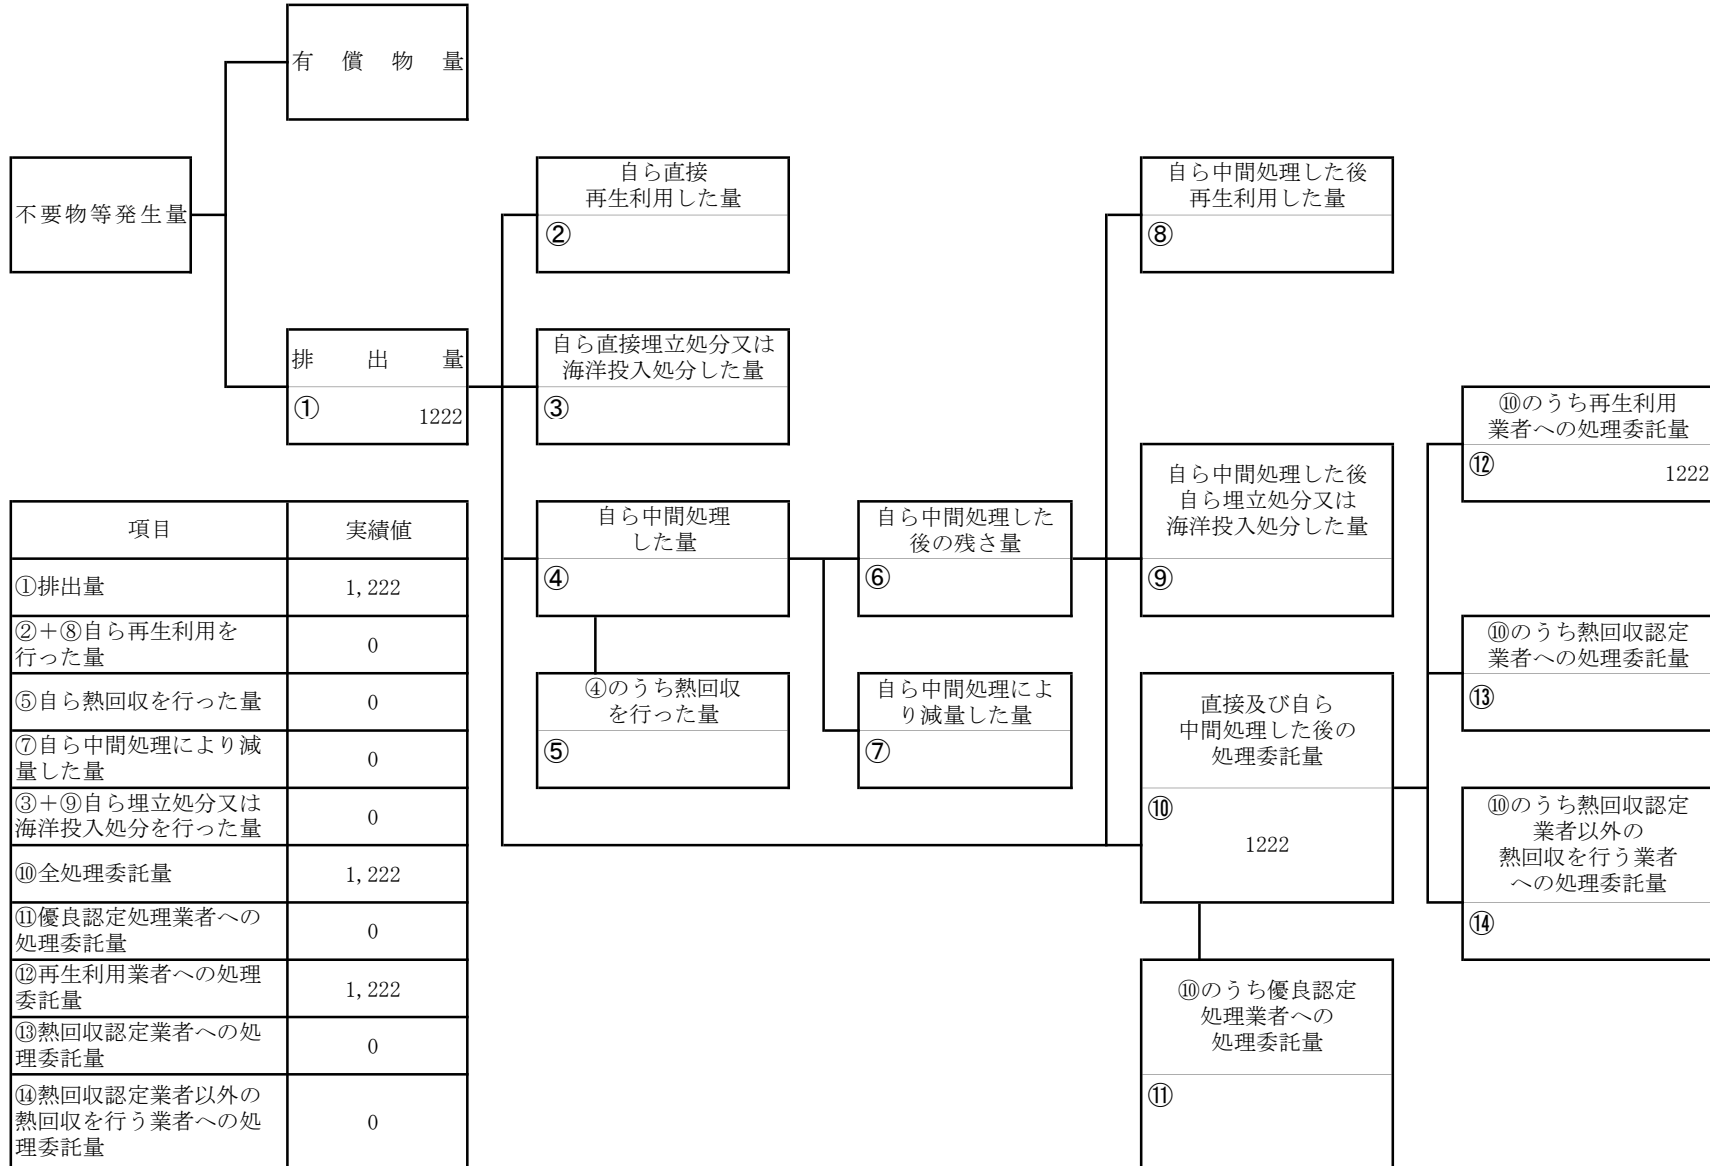 有償物量
不要物等発生量
排出量
① 1222
自ら直接
再生利用した量
②
自ら直接埋立処分又は
海洋投入処分した量
③
自ら中間処理
した量
④
④のうち熱回収
を行った量
⑤
自ら中間処理した
後の残さ量
⑥
自ら中間処理によ
り減量した量
⑦
自ら中間処理した後
再生利用した量
⑧
自ら中間処理した後
自ら埋立処分又は
海洋投入処分した量
⑨
直接及び自ら
中間処理した後の
処理委託量
⑩
1222
⑩のうち優良認定
処理業者への
処理委託量
⑪
⑩のうち再生利用
業者への処理委託量
⑫ 1222
⑩のうち熱回収認定
業者への処理委託量
⑬
⑩のうち熱回収認定
業者以外の
熱回収を行う業者
への処理委託量
⑭
項目 実績値
①排出量 1,222
②+⑧自ら再生利用を
行った量 0
⑤自ら熱回収を行った量 0
⑦自ら中間処理により減
量した量 0
③+⑨自ら埋立処分又は
海洋投入処分を行った量 0
⑩全処理委託量 1,222
⑪優良認定処理業者への
処理委託量 0
⑫再生利用業者への処理
委託量 1,222
⑬熱回収認定業者への処
理委託量 0
⑭熱回収認定業者以外の
熱回収を行う業者への処 0
理委託量